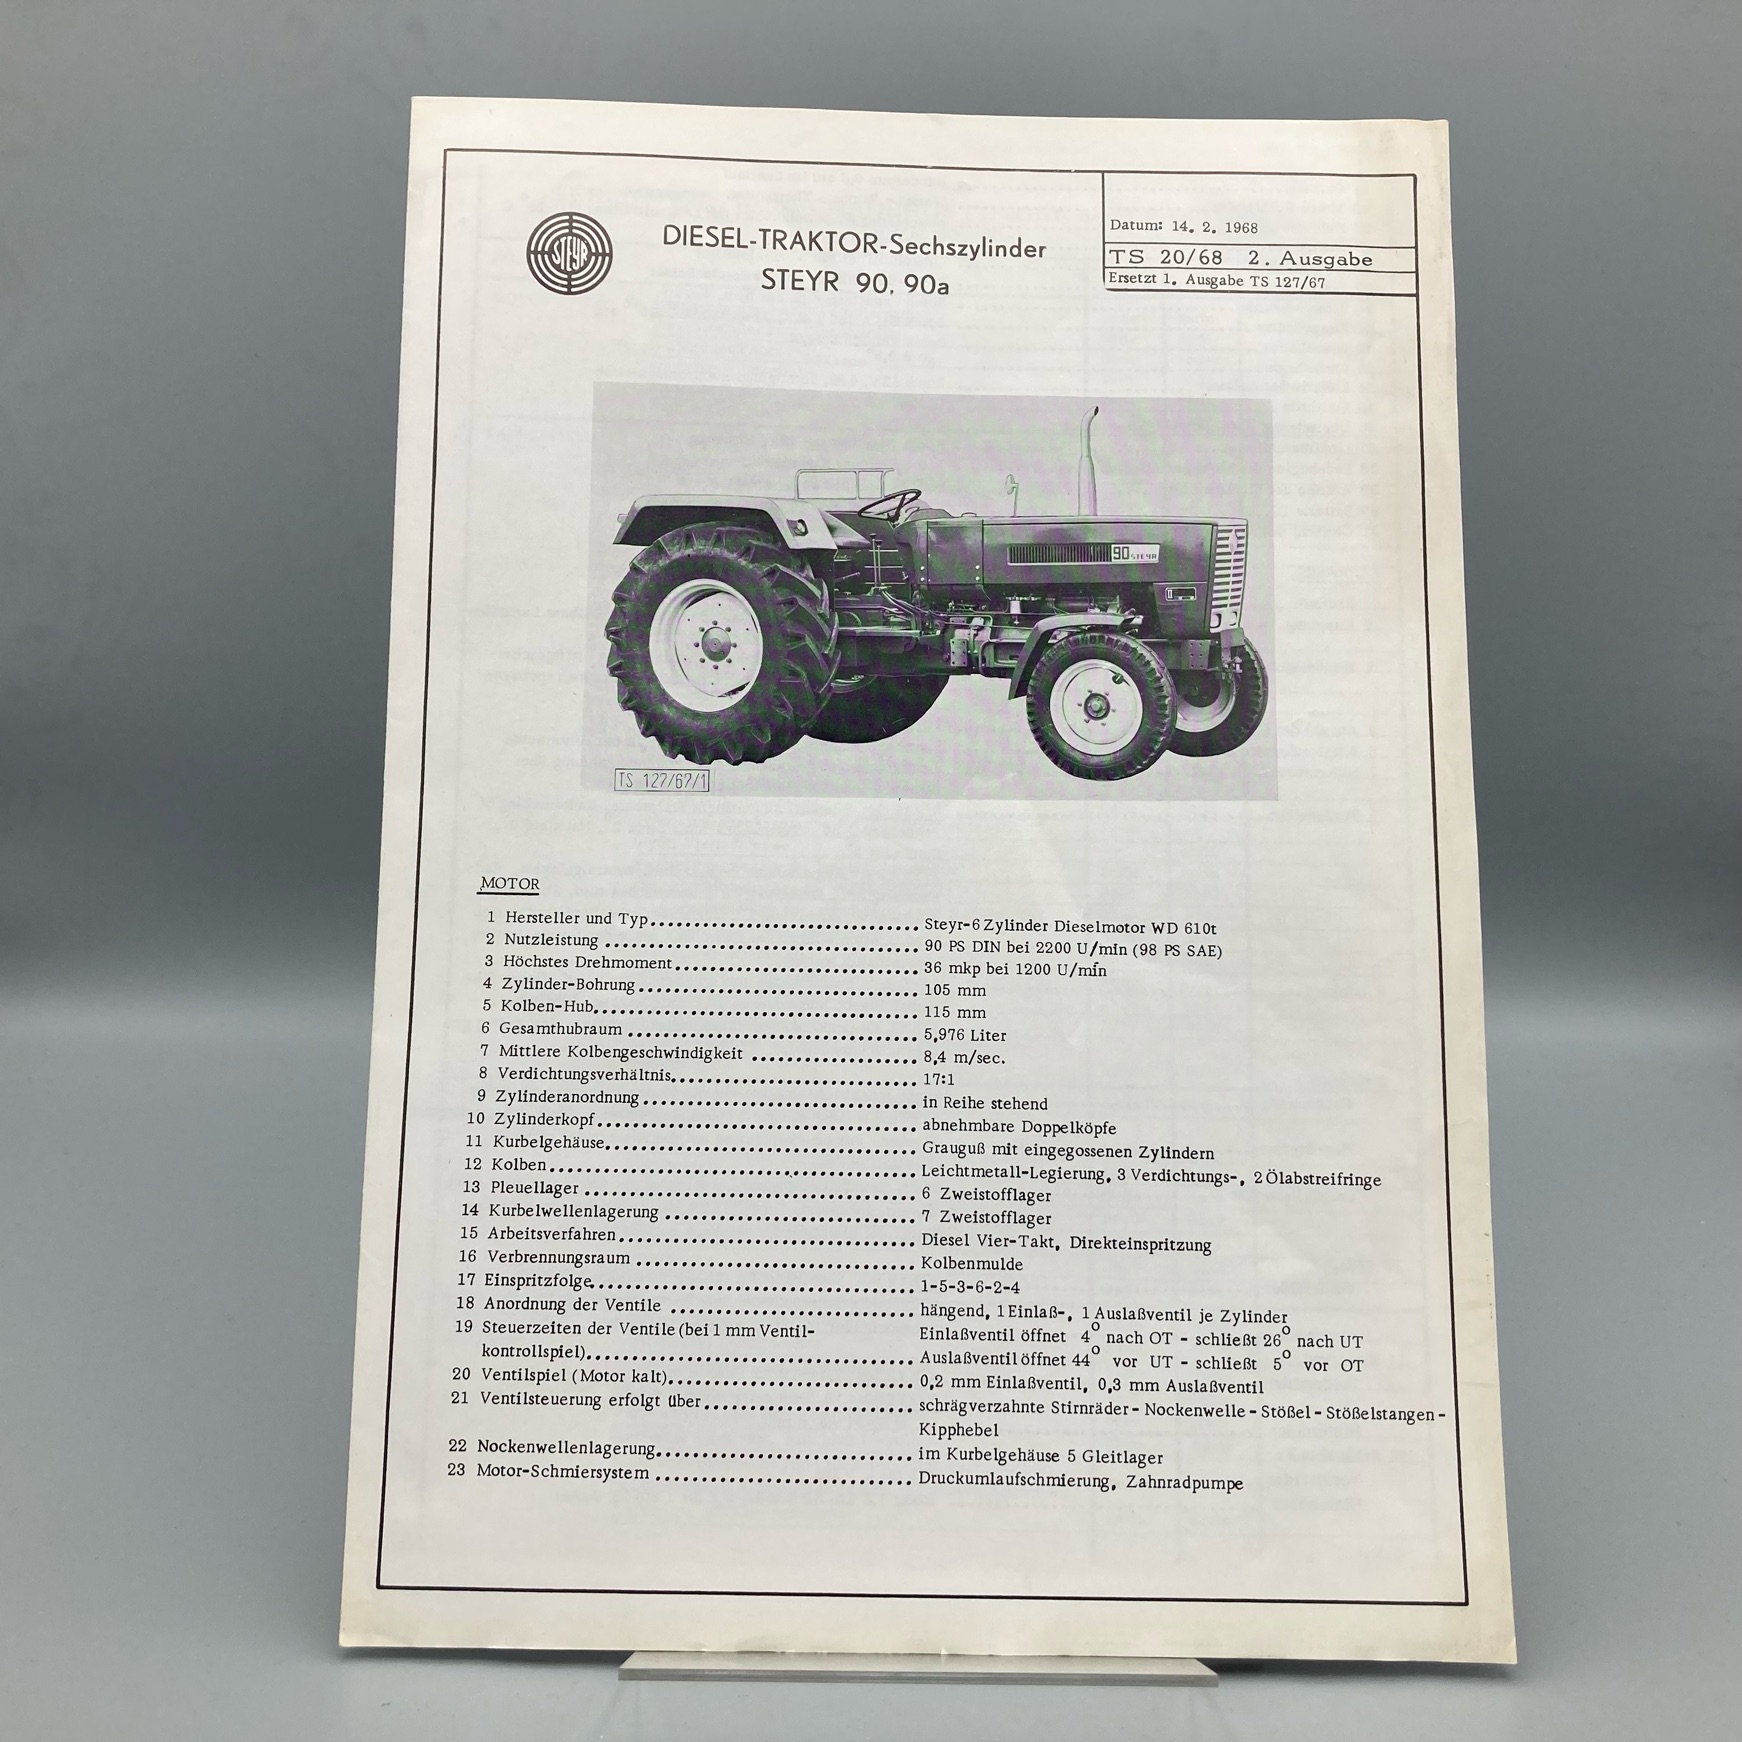 STEYR
DIESEL-TRAKTOR-Sechszylinder
STEYR 90, 90a
Datum: 14. 2. 1968
TS 20/68 2. Ausgabe
Ersetzt 1. Ausgabe TS 127/67
90 STEYR
TS 127/67/1
MOTOR
1 Hersteller und Typ.............................. Steyr-6 Zylinder Dieselmotor WD 610t
2 Nutzleistung .................................. 90 PS DIN bei 2200 U/min (98 PS SAE)
3 Höchstes Drehmoment........................... 36 mkp bei 1200 U/min
4 Zylinder-Bohrung............................... 105 mm
5 Kolben-Hub.................................... 115 mm
6 Gesamthubraum ................................ 5,976 Liter
7 Mittlere Kolbengeschwindigkeit ................... 8,4 m/sec.
8 Verdichtungsverhältnis........................... 17:1
9 Zylinderanordnung.............................. in Reihe stehend
10 Zylinderkopf................................... abnehmbare Doppelköpfe
11 Kurbelgehäuse.................................. Grauguß mit eingegossenen Zylindern
12 Kolben......................................... Leichtmetall-Legierung, 3 Verdichtungs-, 2 Ölabstreifringe
13 Pleuellager ..................................... 6 Zweistofflager
14 Kurbelwellenlagerung ............................ 7 Zweistofflager
15 Arbeitsverfahren................................. Diesel Vier-Takt, Direkteinspritzung
16 Verbrennungsraum ............................... Kolbenmulde
17 Einspritzfolge.................................... 1-5-3-6-2-4
18 Anordnung der Ventile ........................... hängend, 1 Einlaß-, 1 Auslaßventil je Zylinder
19 Steuerzeiten der Ventile (bei 1 mm Ventil- Einlaßventil öffnet 4° nach OT - schließt 26° nach UT
kontrollspiel)..................................... Auslaßventil öffnet 44° vor UT - schließt 5° vor OT
20 Ventilspiel (Motor kalt)........................... 0,2 mm Einlaßventil, 0,3 mm Auslaßventil
21 Ventilsteuerung erfolgt über....................... schrägverzahnte Stirnräder - Nockenwelle - Stößel - Stößelstangen -
Kipphebel
22 Nockenwellenlagerung............................ im Kurbelgehäuse 5 Gleitlager
23 Motor-Schmiersystem ............................ Druckumlaufschmierung, Zahnradpumpe